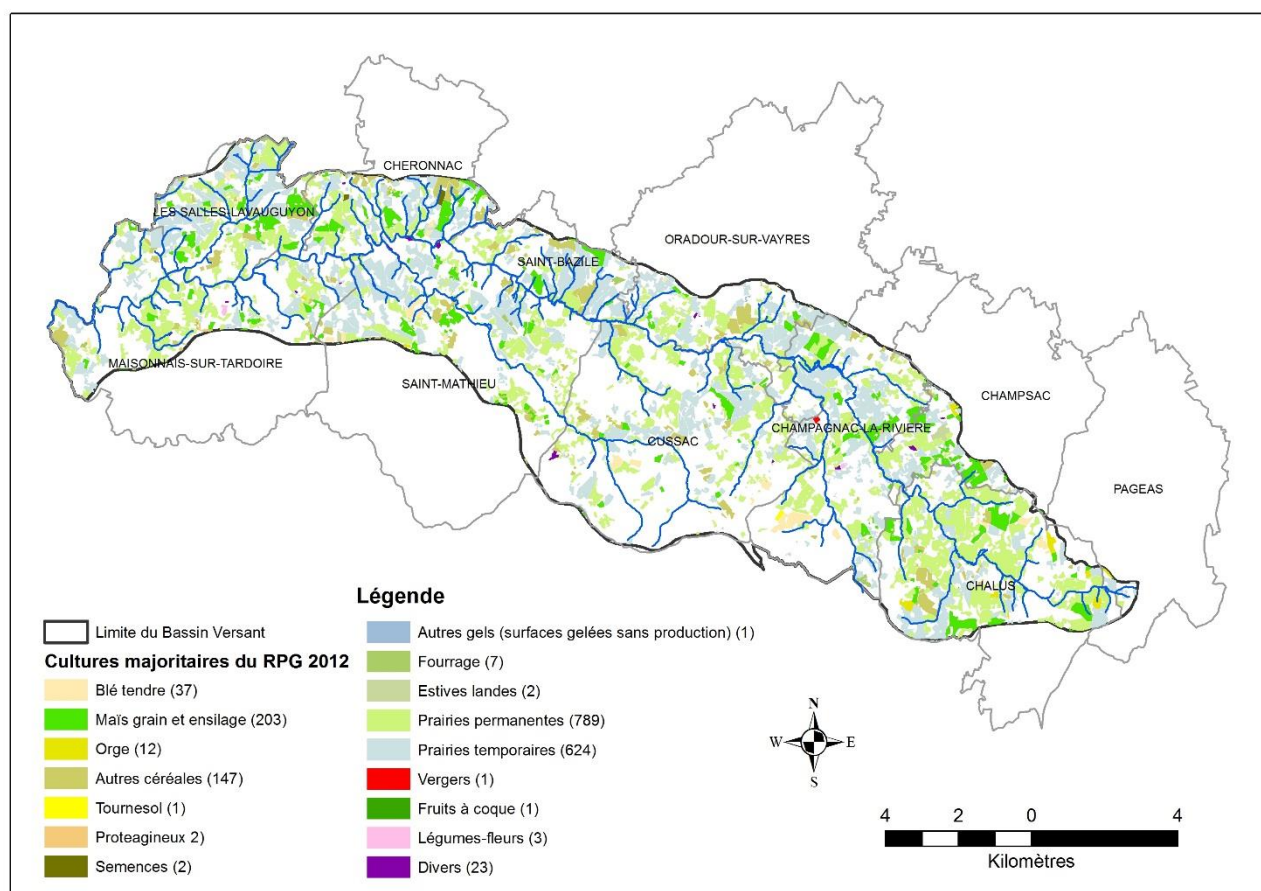 CHERONNAC
LES SALLES-LAVAUGUYON
ORADOUR-SUR-VAYRES
SAINT-BAZILE
MAISONNAIS-SUR-TARDOIRE
SAINT-MATHIEU
CHAMPSAC
CUSSAC
CHAMPAGNAC-LA-RIVIERE
PAGEAS
CHALUS
Légende
Limite du Bassin Versant
Cultures majoritaires du RPG 2012
Blé tendre (37)
Maïs grain et ensilage (203)
Orge (12)
Autres céréales (147)
Tournesol (1)
Proteagineux 2)
Semences (2)
Autres gels (surfaces gelées sans production) (1)
Fourrage (7)
Estives landes (2)
Prairies permanentes (789)
Prairies temporaires (624)
Vergers (1)
Fruits à coque (1)
Légumes-fleurs (3)
Divers (23)
N
W E
S
4 2 0 4
Kilomètres